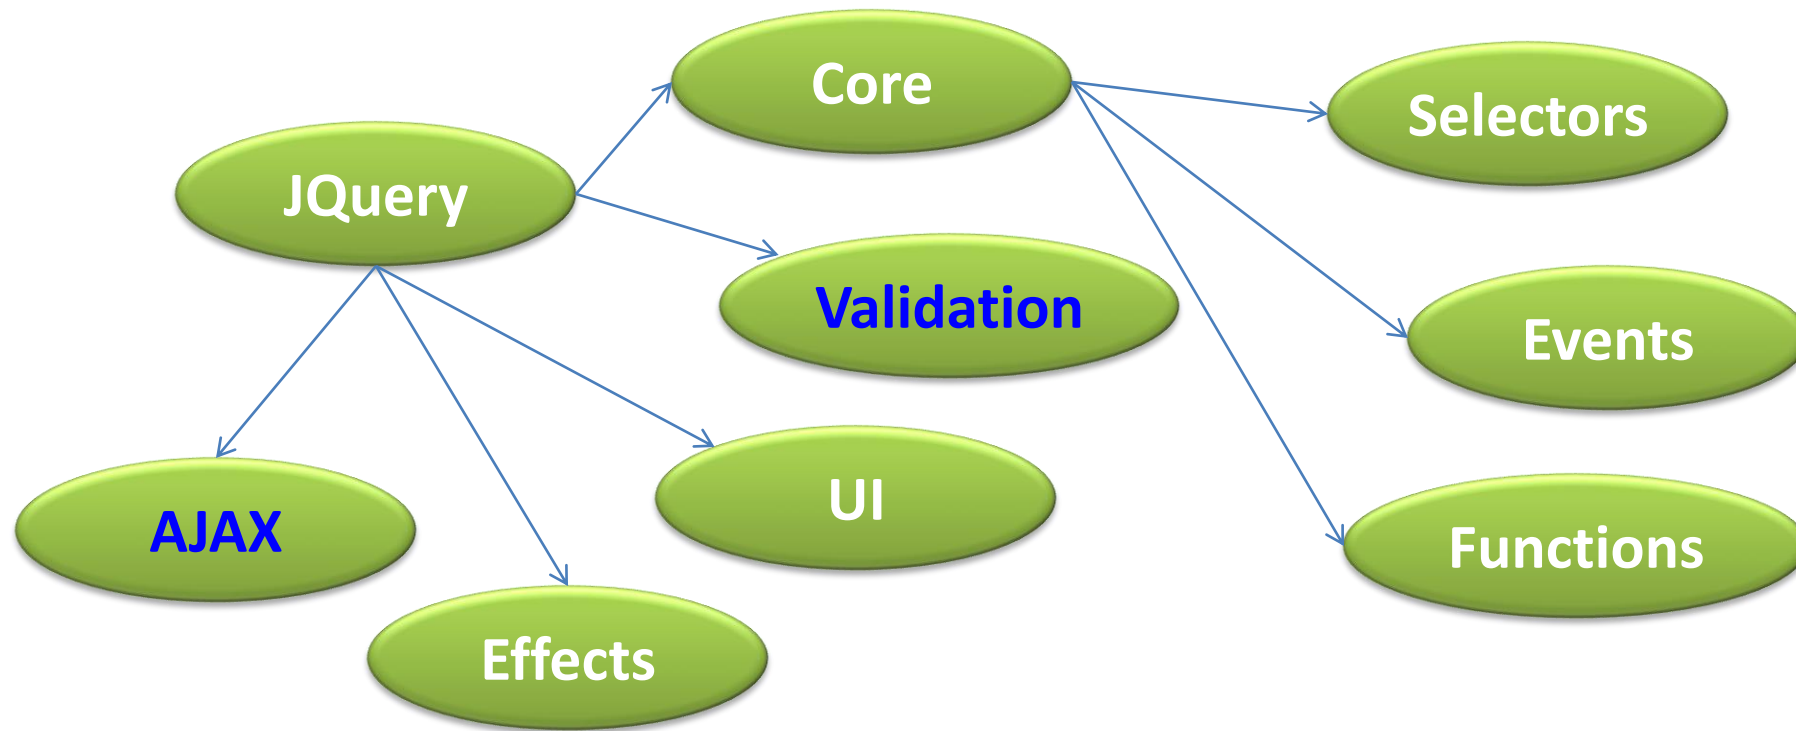 Core
Selectors
JQuery
Validation
Events
UI
AJAX
Functions
Effects